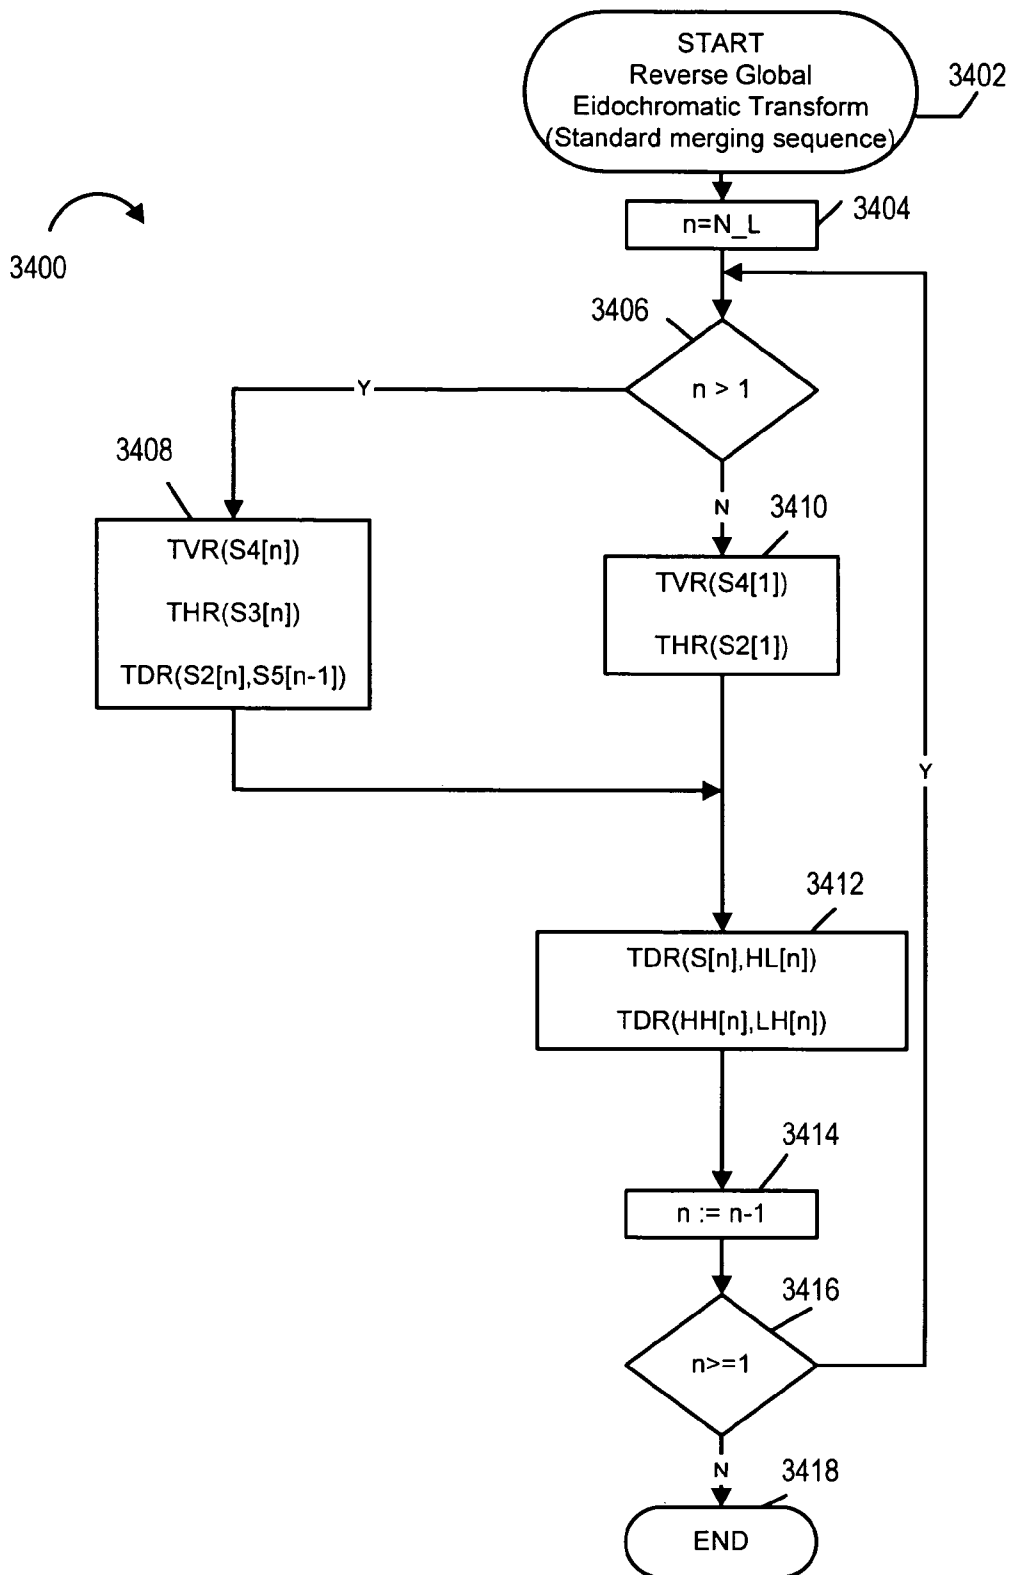 START
Reverse Global
Eidochromatic Transform
(Standard merging sequence)
3402
n=N_L
3404
3400
3406
n > 1
Y
N
3408
TVR(S4[n])
THR(S3[n])
TDR(S2[n],S5[n-1])
3410
TVR(S4[1])
THR(S2[1])
Y
3412
TDR(S[n],HL[n])
TDR(HH[n],LH[n])
3414
n := n-1
3416
n>=1
N
3418
END